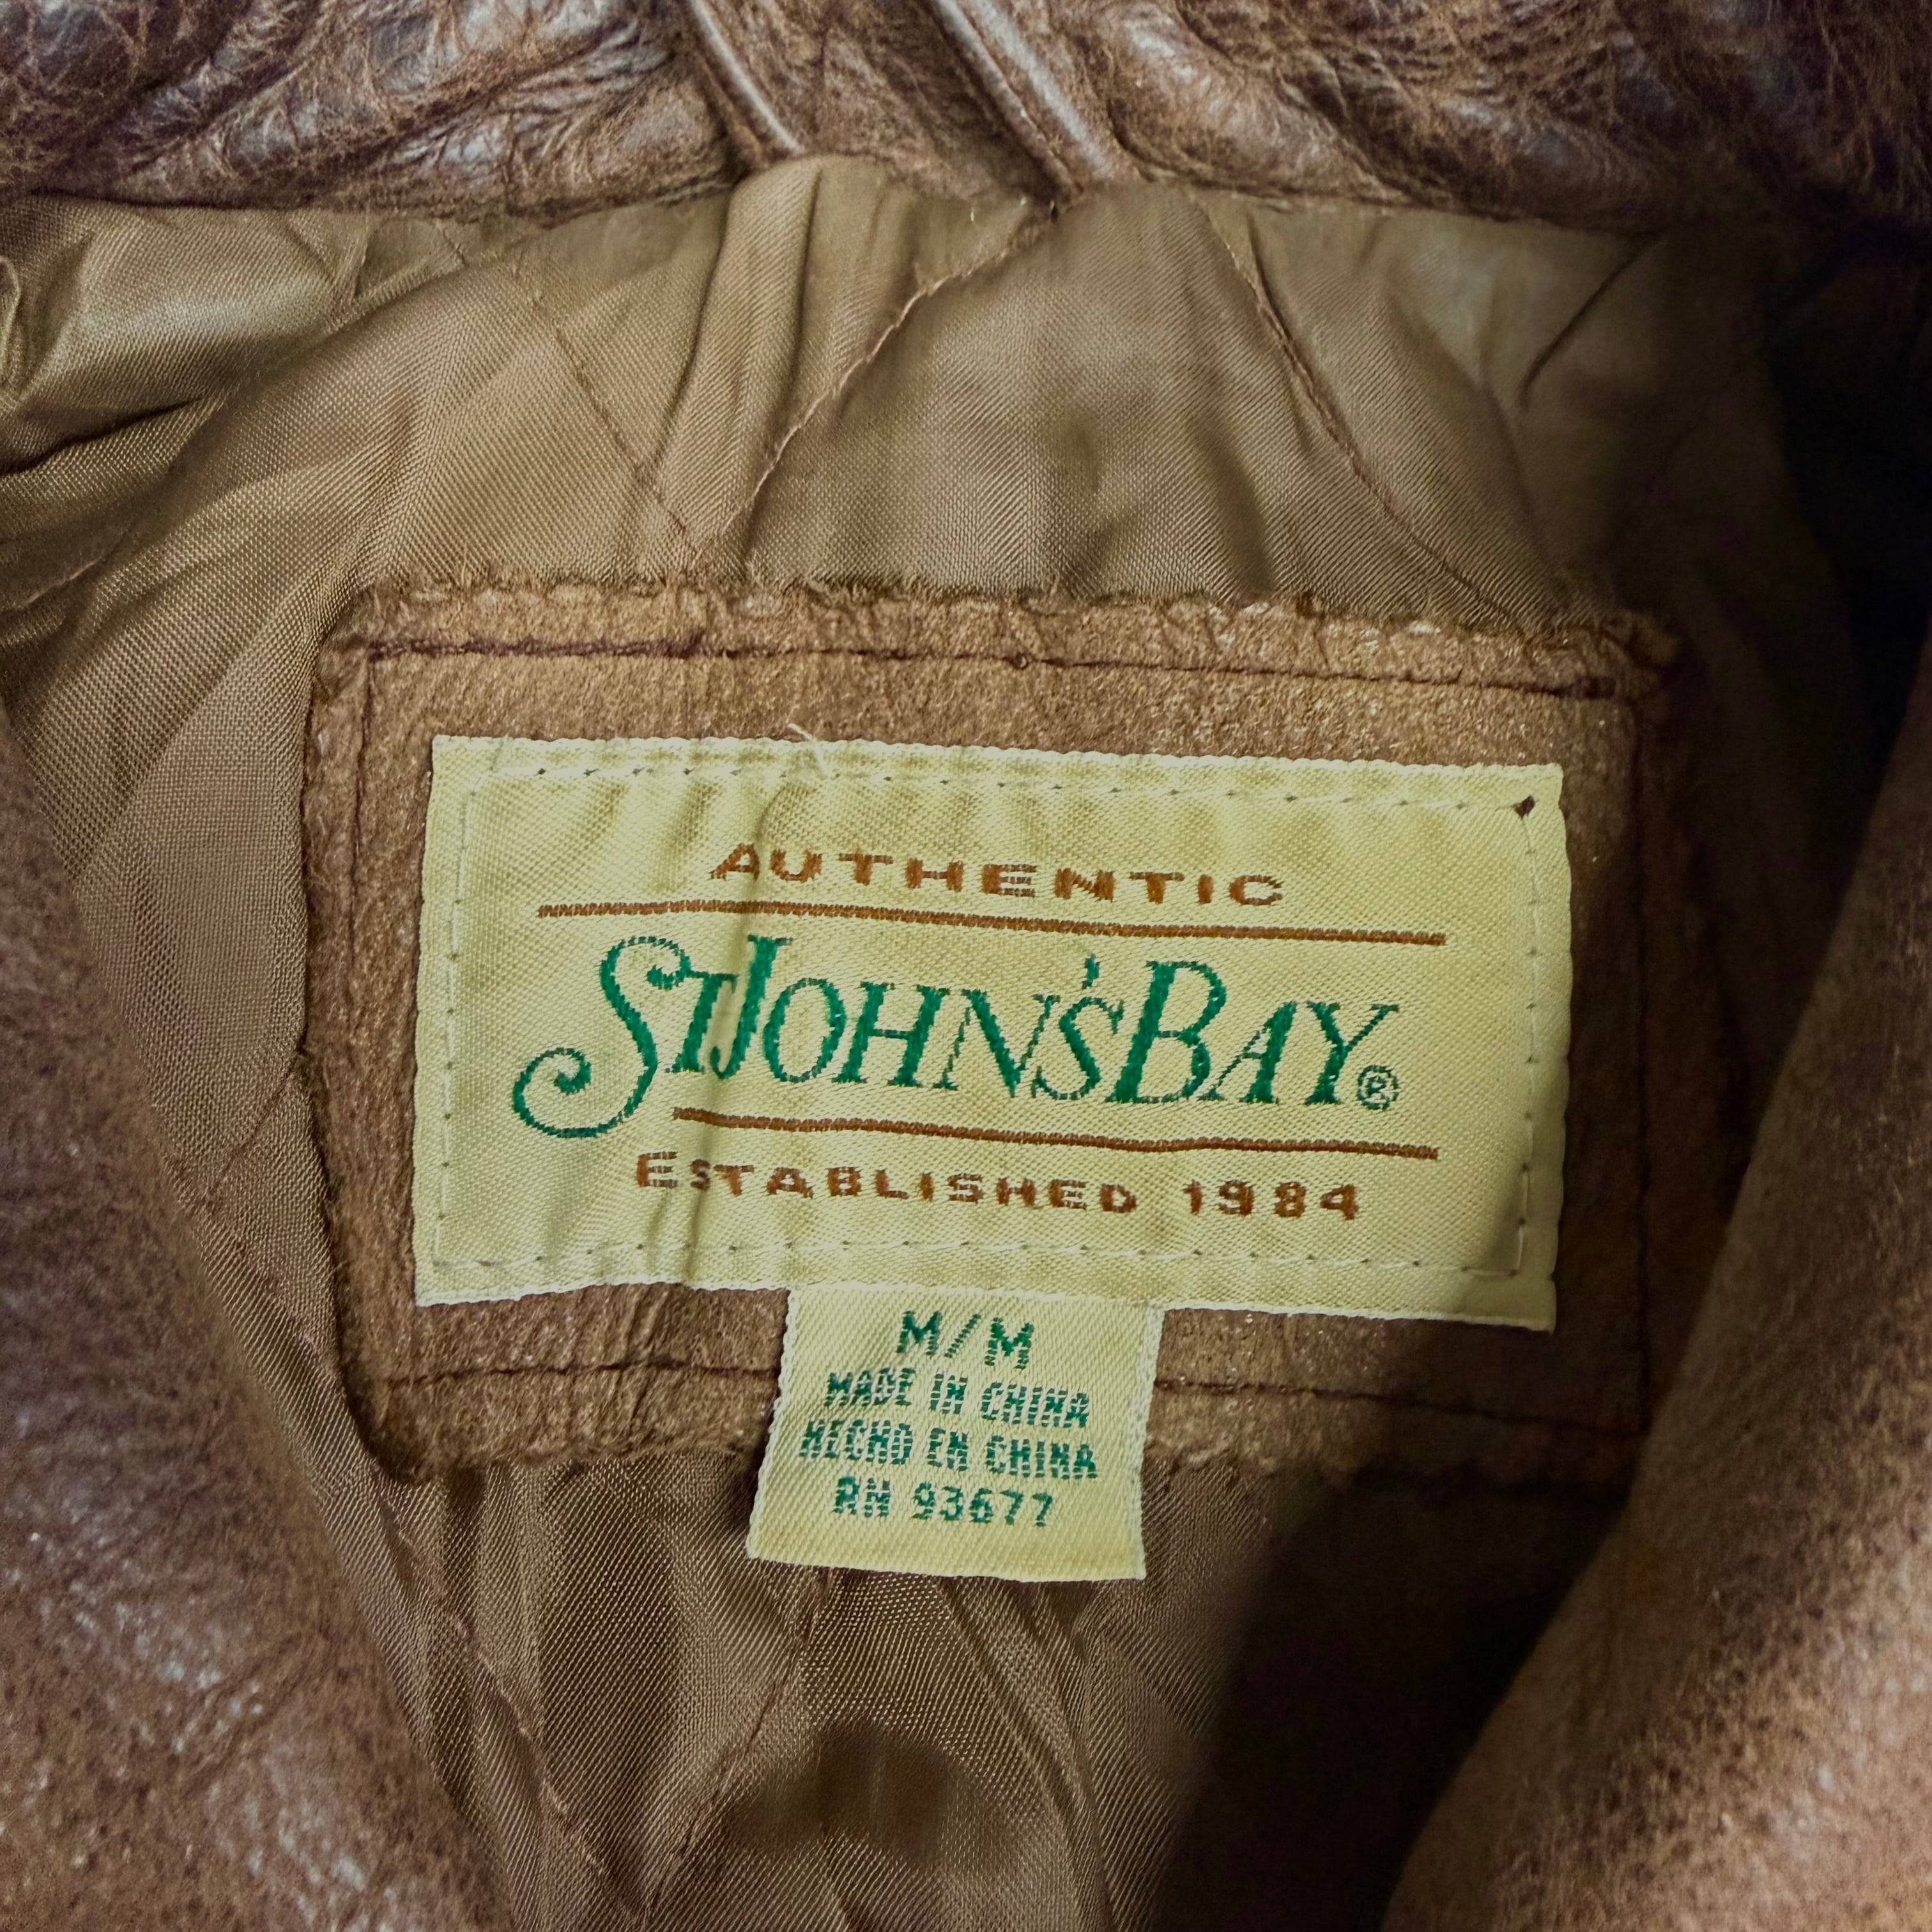 AUTHENTIC
ST JOHN'S BAY®
ESTABLISHED 1984
M/M
MADE IN CHINA
HECHO EN CHINA
RN 93677